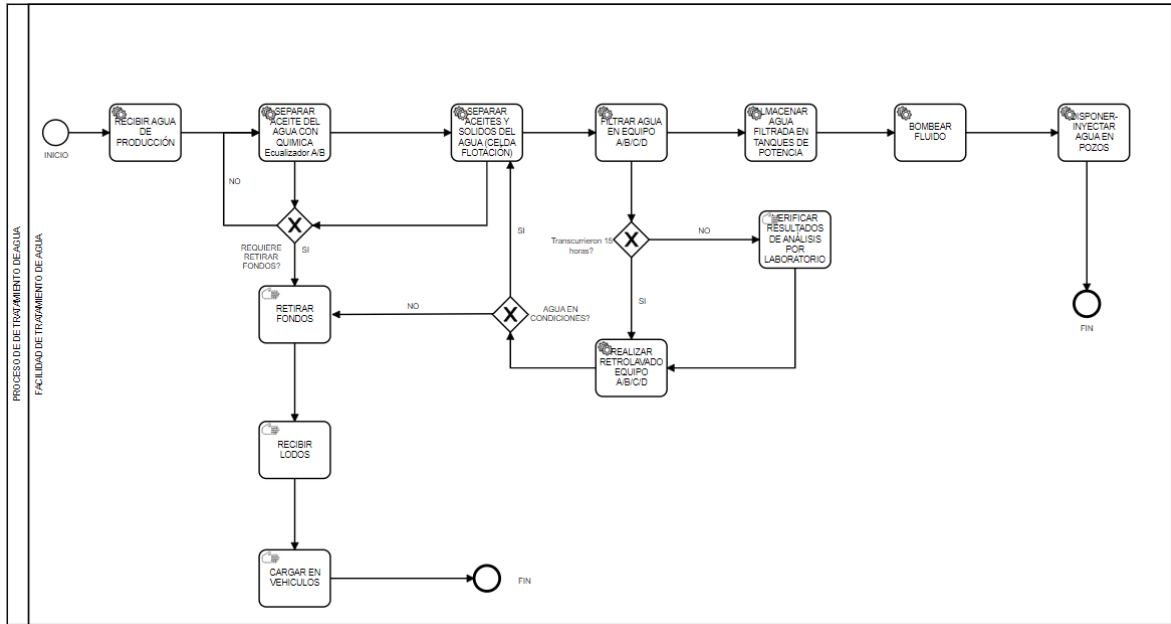 PROCESO DE TRATAMIENTO DE AGUA
FACILIDAD DE TRATAMIENTO DE AGUA
INICIO
RECIBIR AGUA
DE
PRODUCCIÓN
SEPARAR
ACEITE DEL
AGUA CON
QUIMICA
Ecualizador A/B
SEPARAR
ACEITES Y
SOLIDOS DEL
AGUA (CELDA
FLOTACIÓN)
FILTRAR AGUA
EN EQUIPO
A/B/C/D
ALMACENAR
AGUA
FILTRADA EN
TANQUES DE
POTENCIA
BOMBEAR
FLUIDO
DISPONER-
INYECTAR
AGUA EN
POZOS
NO
REQUIERE
RETIRAR
FONDOS?
SI
SI
Transcurrieron 15
horas?
NO
VERIFICAR
RESULTADOS
DE ANÁLISIS
POR
LABORATORIO
RETIRAR
FONDOS
NO
AGUA EN
CONDICIONES?
SI
FIN
REALIZAR
RETROLAVADO
EQUIPO
A/B/C/D
RECIBIR
LODOS
CARGAR EN
VEHICULOS
FIN